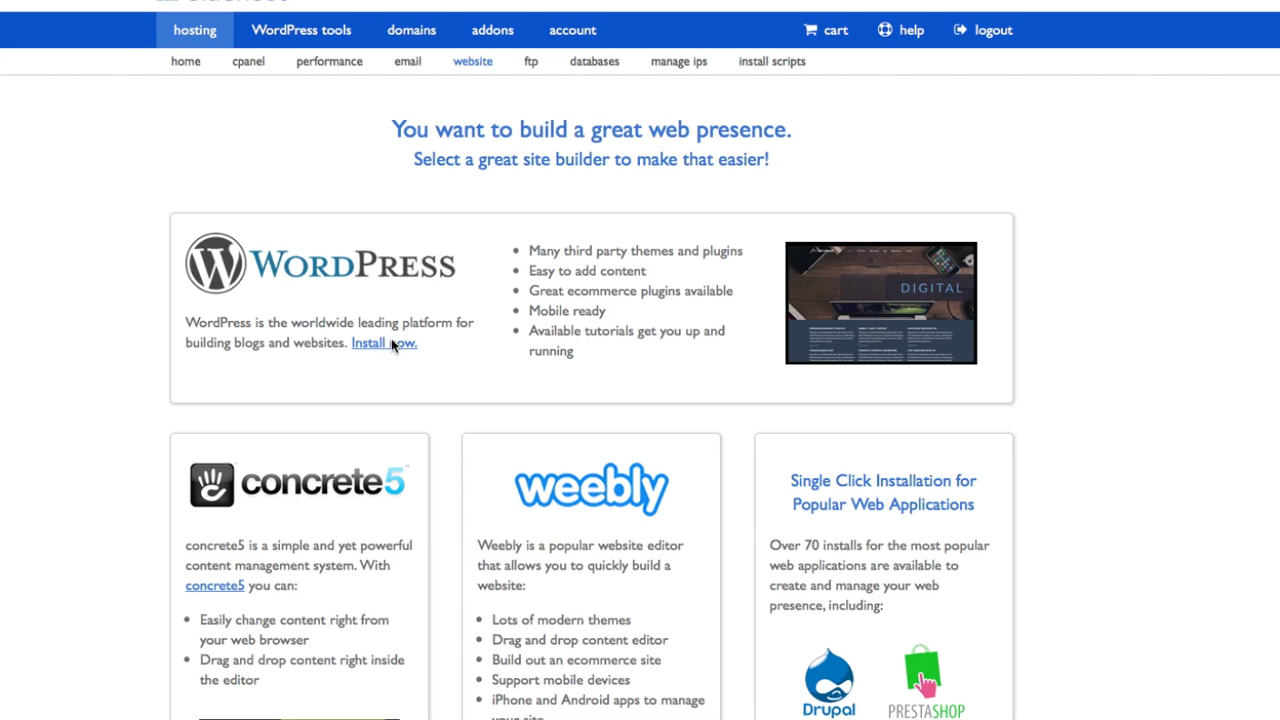 hosting WordPress tools domains addons account cart help logout
home cpanel performance email website ftp databases manage ips install scripts
You want to build a great web presence.
Select a great site builder to make that easier!
WORDPRESS
WordPress is the worldwide leading platform for
building blogs and websites. Install now.
Many third party themes and plugins
Easy to add content
Great ecommerce plugins available
Mobile ready
Available tutorials get you up and
running
DIGITAL
concrete5
concrete5 is a simple and yet powerful
content management system. With
concrete5 you can:
Easily change content right from
your web browser
Drag and drop content right inside
the editor
weebly
Weebly is a popular website editor
that allows you to quickly build a
website:
Lots of modern themes
Drag and drop content editor
Build out an ecommerce site
Support mobile devices
iPhone and Android apps to manage
your site
Single Click Installation for
Popular Web Applications
Over 70 installs for the most popular
web applications are available to
create and manage your web
presence, including:
Drupal
PRESTASHOP